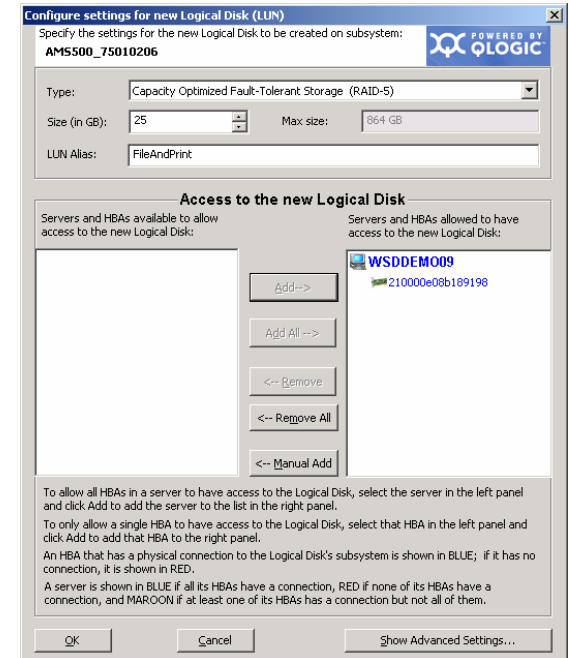 Configure settings for new Logical Disk (LUN)
Specify the settings for the new Logical Disk to be created on
subsystem:
AMS500_75010206
POWERED BY
QLOGIC
Type: Capacity Optimized Fault-Tolerant Storage (RAID-5)
Size (in GB): 25 Max size: 864 GB
LUN Alias: FileAndPrint
Access to the new Logical Disk
Servers and HBAs available to allow
access to the new Logical Disk:
Servers and HBAs allowed to have
access to the new Logical Disk:
WSDDEMO09
210000e08b189198
Add-->
Add All -->
<-- Remove
<-- Remove All
<-- Manual Add
To allow all HBAs in a server to have access to the Logical Disk, select the server in the left panel
and click Add to add the server to the list in the right panel.
To only allow a single HBA to have access to the Logical Disk, select that HBA in the left panel and
click Add to add that HBA to the right panel.
An HBA that has a physical connection to the Logical Disk's subsystem is shown in BLUE; if it has no
connection, it is shown in RED.
A server is shown in BLUE if all its HBAs have a connection, RED if none of its HBAs have a
connection, and MAROON if at least one of its HBAs has a connection but not all of them.
OK Cancel Show Advanced Settings...